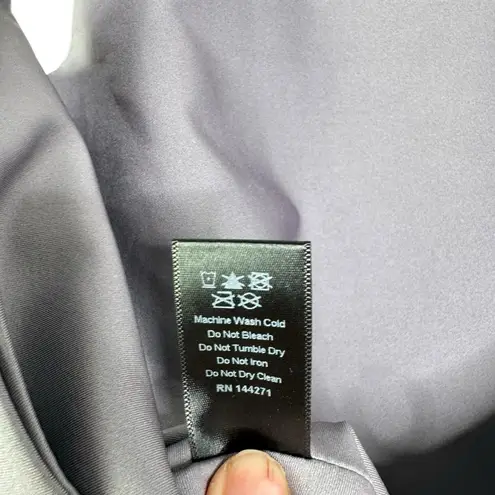 Machine Wash Cold
Do Not Bleach
Do Not Tumble Dry
Do Not Iron
Do Not Dry Clean
RN 144271